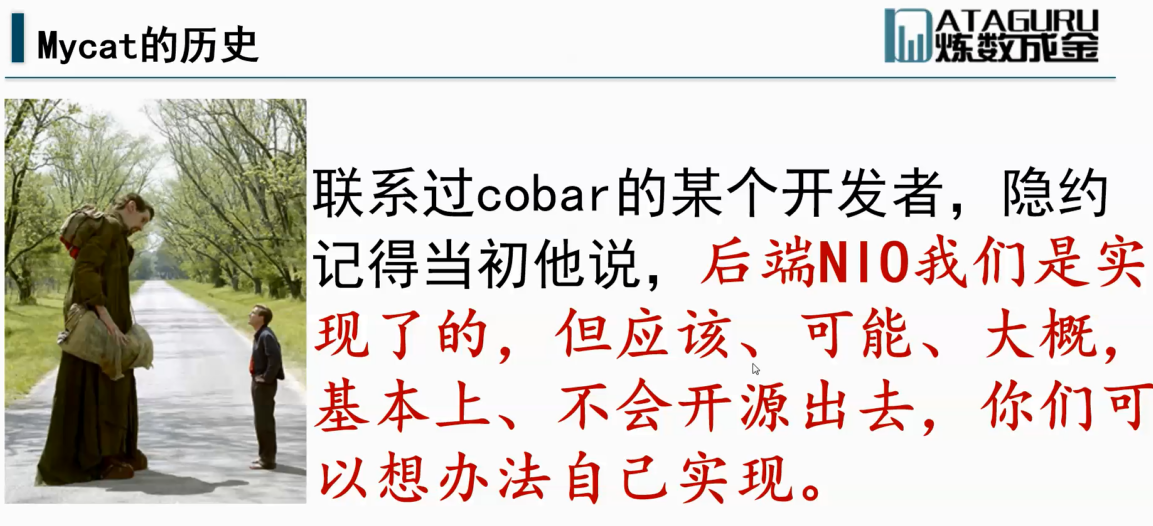 Mycat的历史
ATAGURU
炼数成金
联系过cobar的某个开发者，隐约
记得当初他说，后端NIO我们是实
现了的，但应该、可能、大概，
基本上、不会开源出去，你们可
以想办法自己实现。